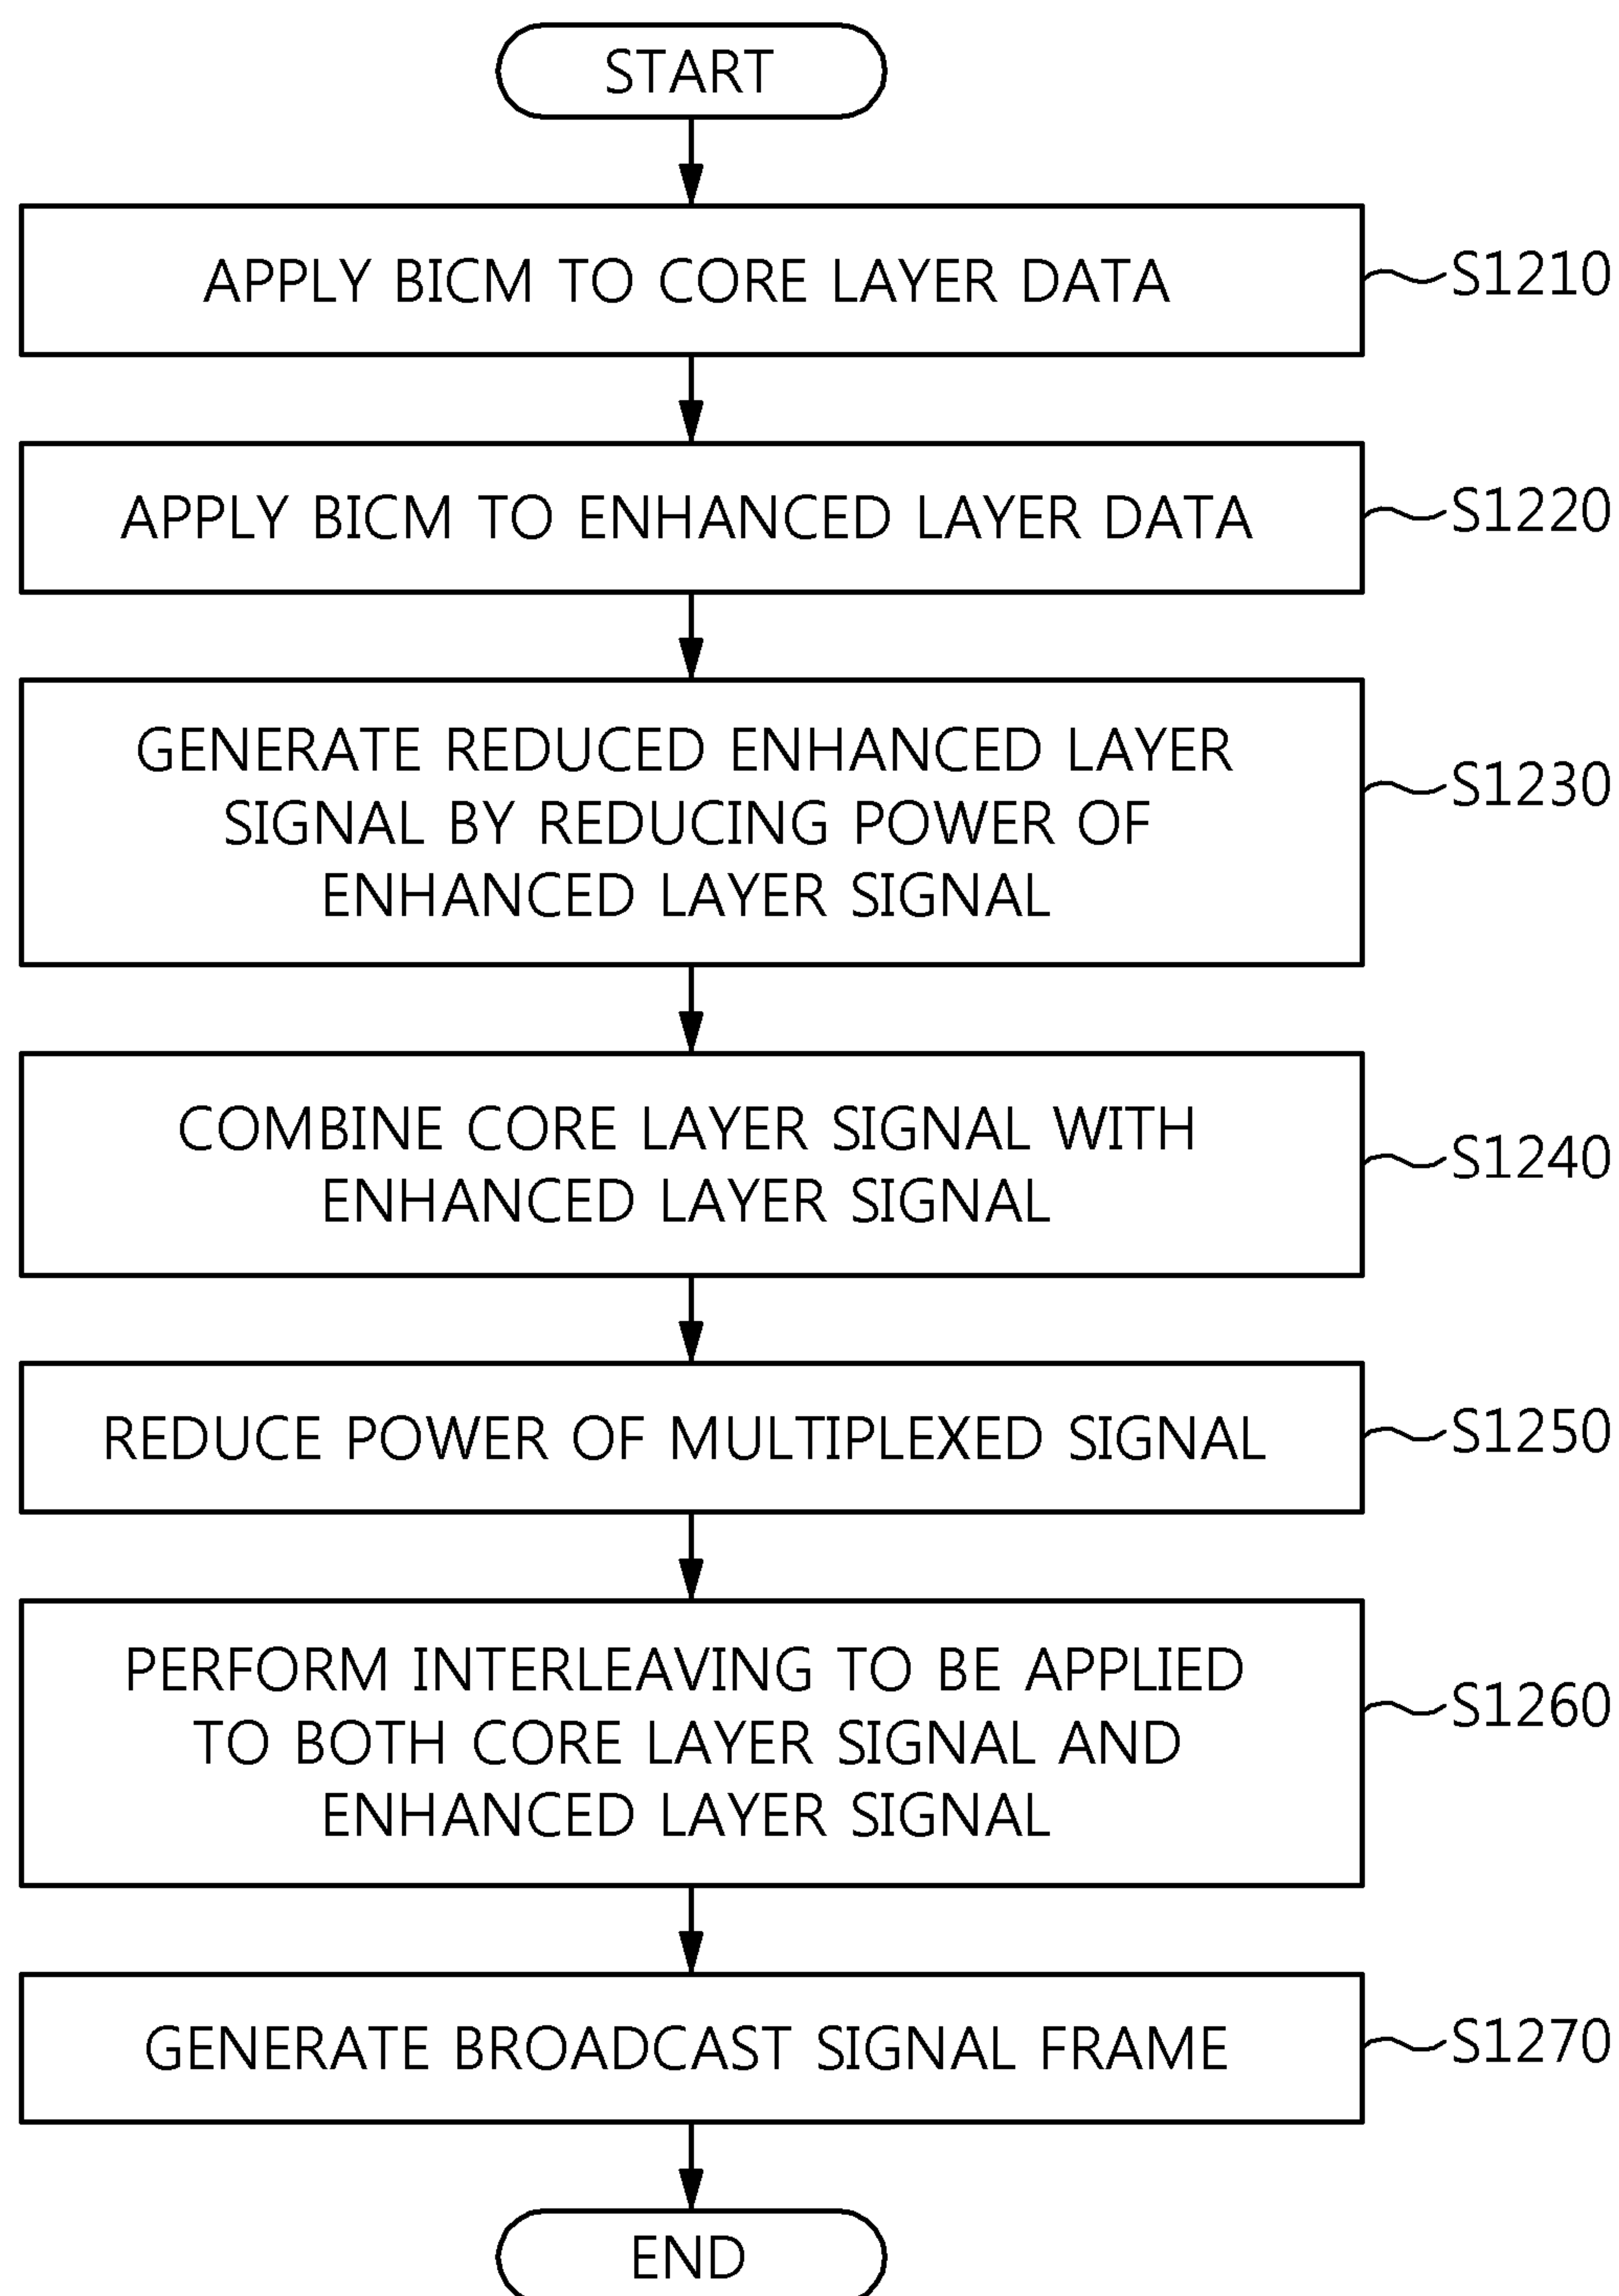 START
APPLY BICM TO CORE LAYER DATA
S1210
APPLY BICM TO ENHANCED LAYER DATA
S1220
GENERATE REDUCED ENHANCED LAYER
SIGNAL BY REDUCING POWER OF
ENHANCED LAYER SIGNAL
S1230
COMBINE CORE LAYER SIGNAL WITH
ENHANCED LAYER SIGNAL
S1240
REDUCE POWER OF MULTIPLEXED SIGNAL
S1250
PERFORM INTERLEAVING TO BE APPLIED
TO BOTH CORE LAYER SIGNAL AND
ENHANCED LAYER SIGNAL
S1260
GENERATE BROADCAST SIGNAL FRAME
S1270
END